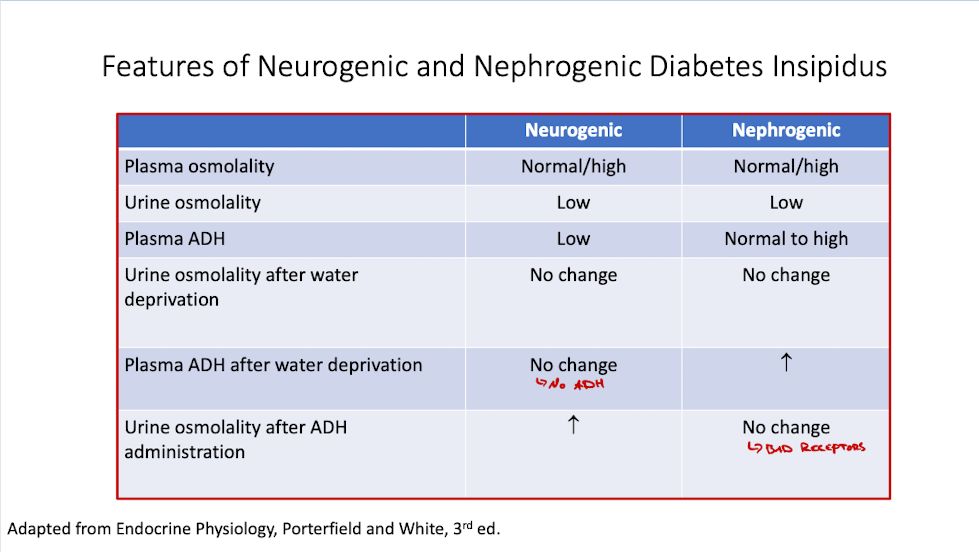 Features of Neurogenic and Nephrogenic Diabetes Insipidus
Neurogenic Nephrogenic
Plasma osmolality Normal/high Normal/high
Urine osmolality Low Low
Plasma ADH Low Normal to high
Urine osmolality after water No change No change
deprivation
Plasma ADH after water deprivation No change ↑
↳ No ADH
Urine osmolality after ADH ↑ No change
administration ↳ BAD RECEPTORS
Adapted from Endocrine Physiology, Porterfield and White, 3rd ed.